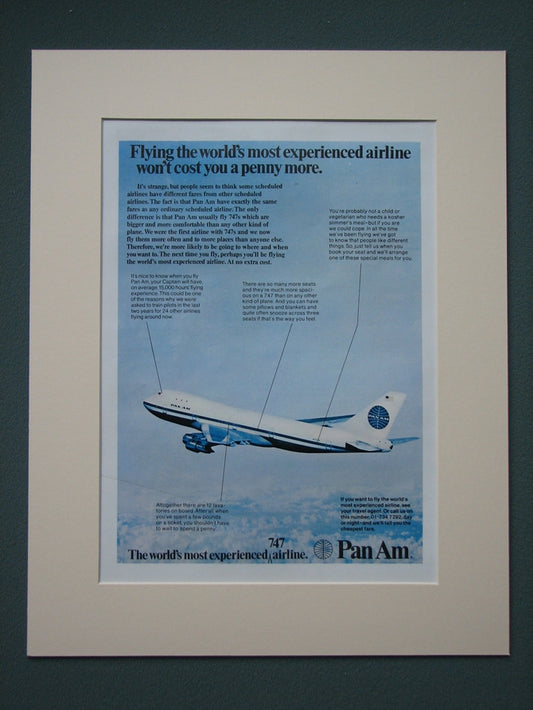 Flying the world's most experienced airline
won't cost you a penny more.
It's strange, but people seem to think some scheduled
airlines have different fares from other scheduled
airlines. The fact is that Pan Am have exactly the same
fares as any ordinary scheduled airline. The only
difference is that Pan Am usually fly 747s which are
bigger and more comfortable than any other kind of
plane. We were the first airline with 747s and we now
fly them more often and to more places than anyone else.
Therefore, we're more likely to be going to where and when
you want to. The next time you fly, perhaps you'll be flying
the world's most experienced airline. At no extra cost.
You're probably not a child or
vegetarian who needs a kosher
slimmer's meal–but if you are
we could cope. In all the time
we've been flying we've got
to know that people like different
things. So, just tell us when you
book your seat and we'll arrange
one of these special meals for you.
It's nice to know when you fly
Pan Am, your Captain will have,
on average, 15,000 hours' flying
experience. This could be one
of the reasons why we were
asked to train pilots in the last
two years for 24 other airlines
flying around now.
There are so many more seats
and they're much more spaci-
ous on a 747 than on any other
kind of plane. And you can have
some pillows and blankets and
quite often snooze across three
seats if that's the way you feel.
PAN AM
PAN AM
Altogether there are 12 lava-
tories on board. After all, when
you've spent a few pounds
on a ticket, you shouldn't have
to wait to spend a penny.
If you want to fly the world's
most experienced airline, see
your travel agent. Or call us on
this number, 01-734 7292, day
or night–and we'll tell you the
cheapest fare.
747
The world's most experienced airline.
Pan Am